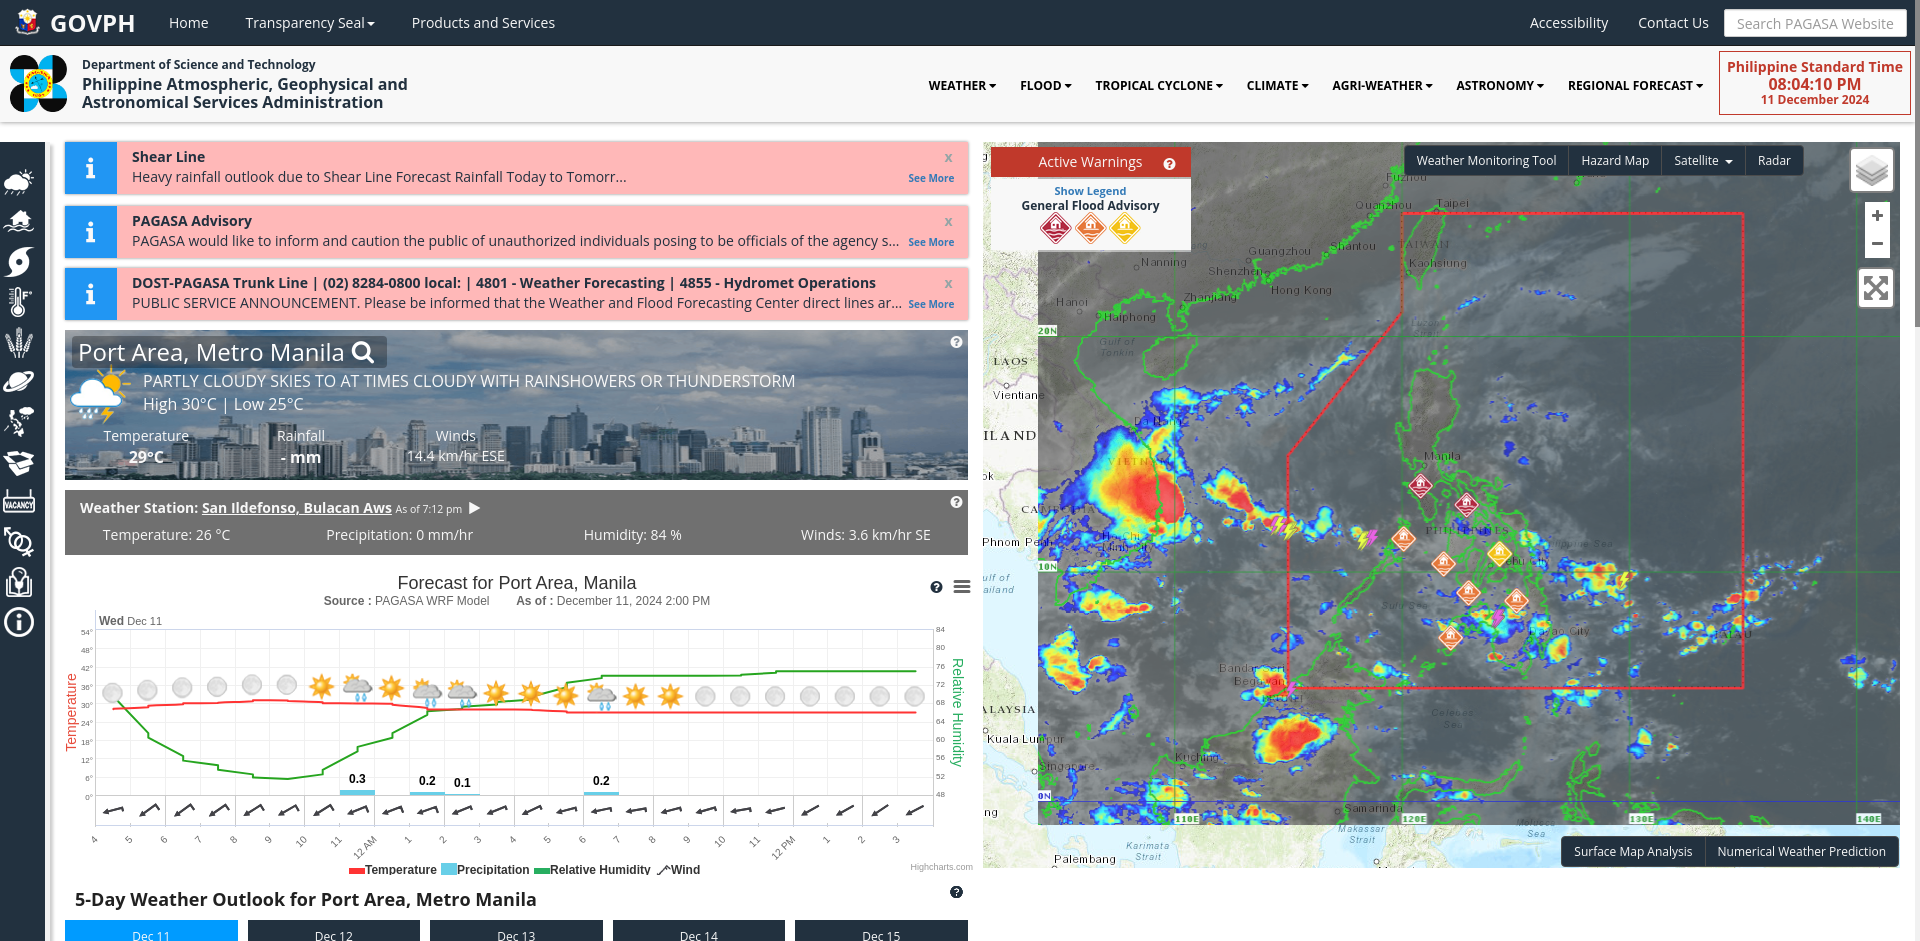 GOVPH
Home
Transparency Seal
Products and Services
Accessibility
Contact Us
Search PAGASA Website
Department of Science and Technology
Philippine Atmospheric, Geophysical and
Astronomical Services Administration
WEATHER
FLOOD
TROPICAL CYCLONE
CLIMATE
AGRI-WEATHER
ASTRONOMY
REGIONAL FORECAST
Philippine Standard Time
08:04:10 PM
11 December 2024
Shear Line
x
Heavy rainfall outlook due to Shear Line Forecast Rainfall Today to Tomorr...
See More
PAGASA Advisory
x
PAGASA would like to inform and caution the public of unauthorized individuals posing to be officials of the agency s...
See More
DOST-PAGASA Trunk Line | (02) 8284-0800 local: | 4801 - Weather Forecasting | 4855 - Hydromet Operations
x
PUBLIC SERVICE ANNOUNCEMENT. Please be informed that the Weather and Flood Forecasting Center direct lines ar...
See More
VACANCY
Port Area, Metro Manila
PARTLY CLOUDY SKIES TO AT TIMES CLOUDY WITH RAINSHOWERS OR THUNDERSTORM
High 30°C | Low 25°C
Temperature
Rainfall
Winds
29°C
- mm
14.4 km/hr ESE
Weather Station: San Ildefonso, Bulacan Aws As of 7:12 pm
Temperature: 26 °C
Precipitation: 0 mm/hr
Humidity: 84 %
Winds: 3.6 km/hr SE
Forecast for Port Area, Manila
Source : PAGASA WRF Model
As of : December 11, 2024 2:00 PM
Wed Dec 11
Temperature
54°
48°
42°
36°
30°
24°
18°
12°
6°
0°
84
80
76
72
68
64
60
56
52
48
Relative Humidity
0.3
0.2
0.1
0.2
4
5
6
7
8
9
10
11
12 AM
1
2
3
4
5
6
7
8
9
10
11
12 PM
1
2
3
Temperature
Precipitation
Relative Humidity
Wind
Highcharts.com
5-Day Weather Outlook for Port Area, Metro Manila
Dec 11
Dec 12
Dec 13
Dec 14
Dec 15
Active Warnings
Show Legend
General Flood Advisory
Weather Monitoring Tool
Hazard Map
Satellite
Radar
+
−
Fuzhou
Quanzhou
Taipei
TAIWAN
Kaohsiung
Shantou
Guangzhou
Shenzhen
Hong Kong
Nanning
Zhanjiang
Hanoi
Haiphong
Gulf of
Tonkin
20N
LAOS
Vientiane
ILAND
Da Nang
VIETNAM
Manila
ok
Phnom Penh
PHILIPPINES
10N
ulf of
ailand
Sulu Sea
Davao City
PALAU
Bandar Seri
Begawan
ALAYSIA
Celebes
Sea
Kuala Lumpur
Kuching
Singapore
0N
ng
Samarinda
110E
120E
130E
140E
Makassar
Strait
Molucca
Sea
Karimata
Strait
Palembang
Surface Map Analysis
Numerical Weather Prediction